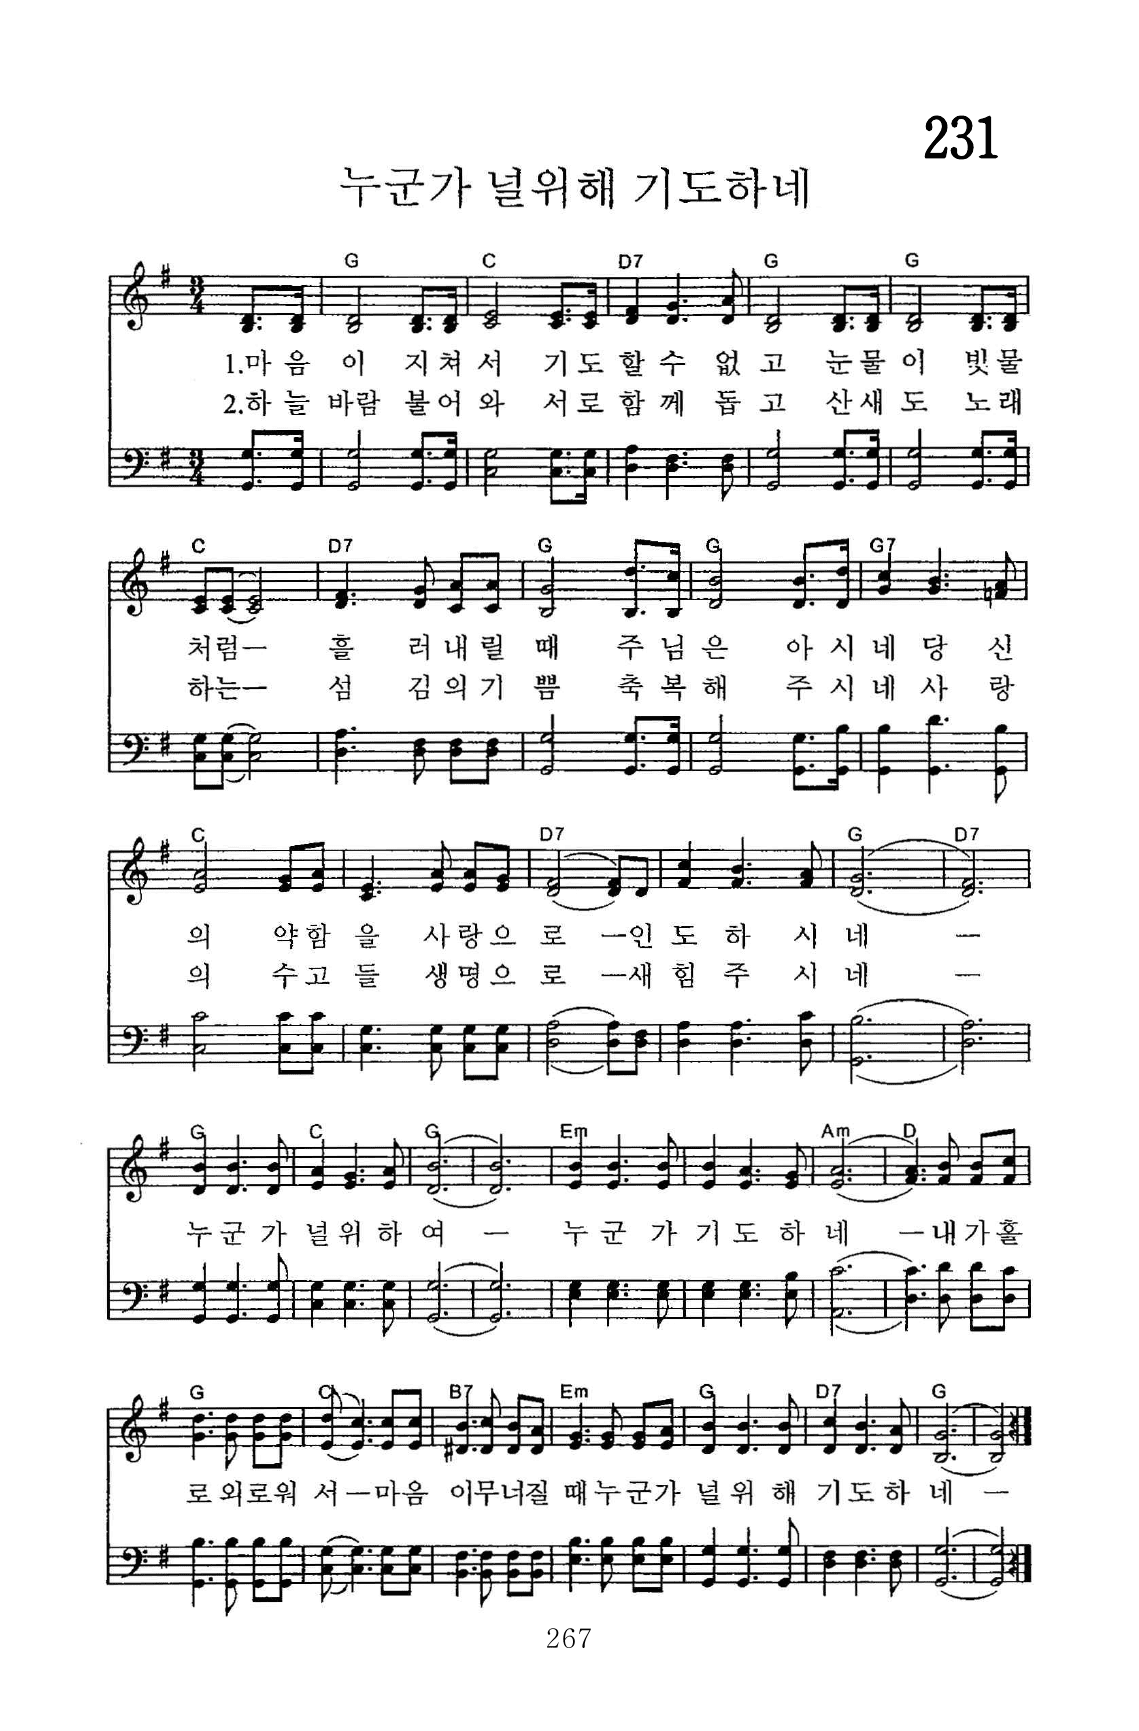 231
누군가 널위해 기도하네
G C D7 G G
1.마 음 이 지 쳐 서 기 도 할 수 없 고 눈 물 이 빗 물
2.하 늘 바람 불 어 와 서 로 함 께 돕 고 산 새 도 노 래
C D7 G G G7
처럼ㅡ 흘 러 내 릴 때 주 님 은 아 시 네 당 신
하는ㅡ 섬 김 의 기 쁨 축 복 해 주 시 네 사 랑
C D7 G D7
의 약 함 을 사 랑 으 로 ㅡ인 도 하 시 네 ㅡ
의 수 고 들 생 명 으 로 ㅡ새 힘 주 시 네 ㅡ
G C G Em Am D
누 군 가 널 위 하 여 ㅡ 누 군 가 기 도 하 네 ㅡ내 가 홀
G C B7 Em G D7 G
로 외 로 워 서 ㅡ마 음 이무너질 때 누 군 가 널 위 해 기 도 하 네 ㅡ
267